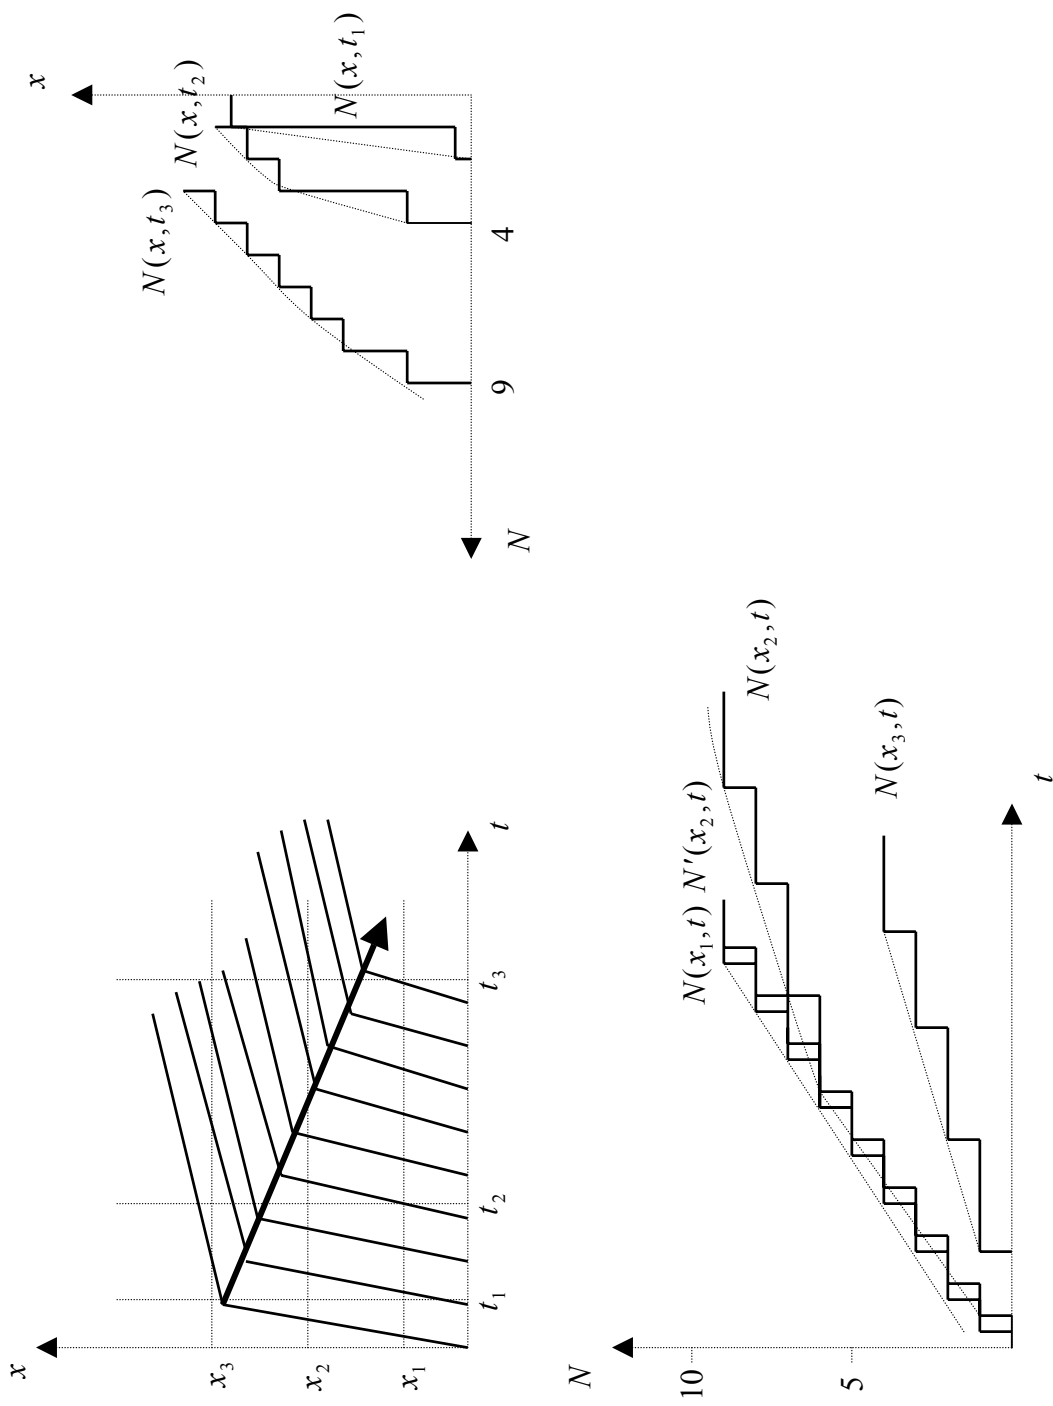 x
N(x,t₁)
N(x,t₂)
N(x,t₃)
4
9
N
x
x₃
x₂
x₁
t₁
t₂
t₃
t
N
10
5
N(x₁,t)
N'(x₂,t)
N(x₂,t)
N(x₃,t)
t